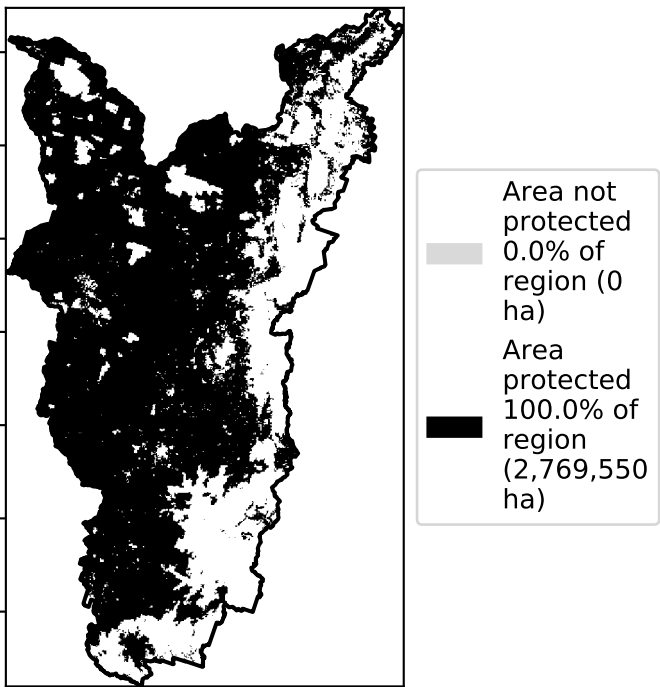 Area not
protected
0.0% of
region (0
ha)
Area
protected
100.0% of
region
(2,769,550
ha)